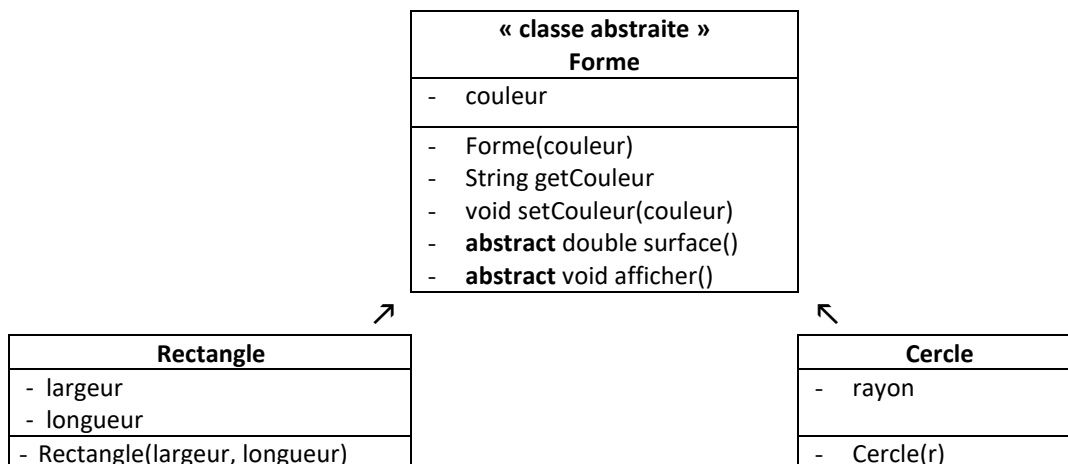 « classe abstraite »
Forme
- couleur
- Forme(couleur)
- String getCouleur
- void setCouleur(couleur)
- abstract double surface()
- abstract void afficher()
Rectangle
- largeur
- longueur
- Rectangle(largeur, longueur)
Cercle
- rayon
- Cercle(r)